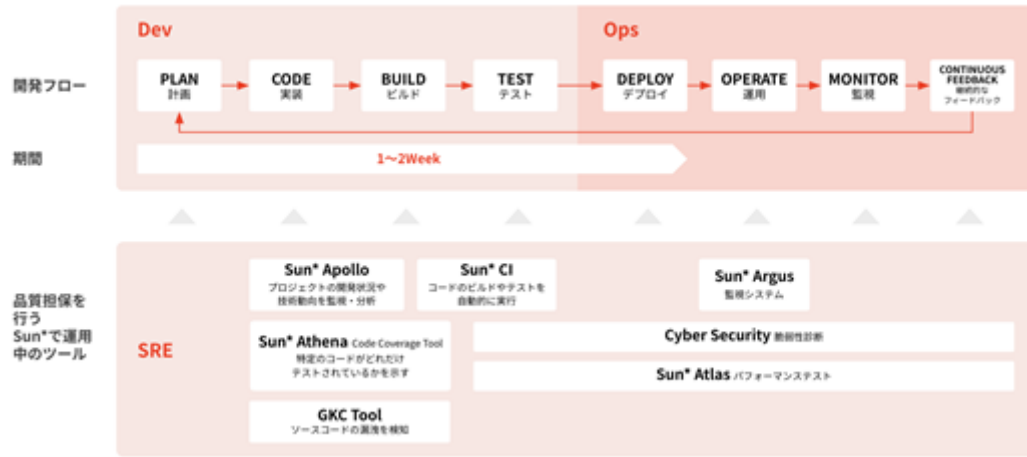 Dev
Ops
開発フロー
PLAN
計画
CODE
実装
BUILD
ビルド
TEST
テスト
DEPLOY
デプロイ
OPERATE
運用
MONITOR
監視
CONTINUOUS
FEEDBACK
継続的な
フィードバック
期間
1〜2Week
品質担保を
行う
Sun*で運用
中のツール
SRE
Sun* Apollo
プロジェクトの開発状況や
技術動向を監視・分析
Sun* CI
コードのビルドやテストを
自動的に実行
Sun* Argus
監視システム
Sun* Athena Code Coverage Tool
特定のコードがどれだけ
テストされているかを示す
Cyber Security 脆弱性診断
Sun* Atlas パフォーマンステスト
GKC Tool
ソースコードの漏洩を検知